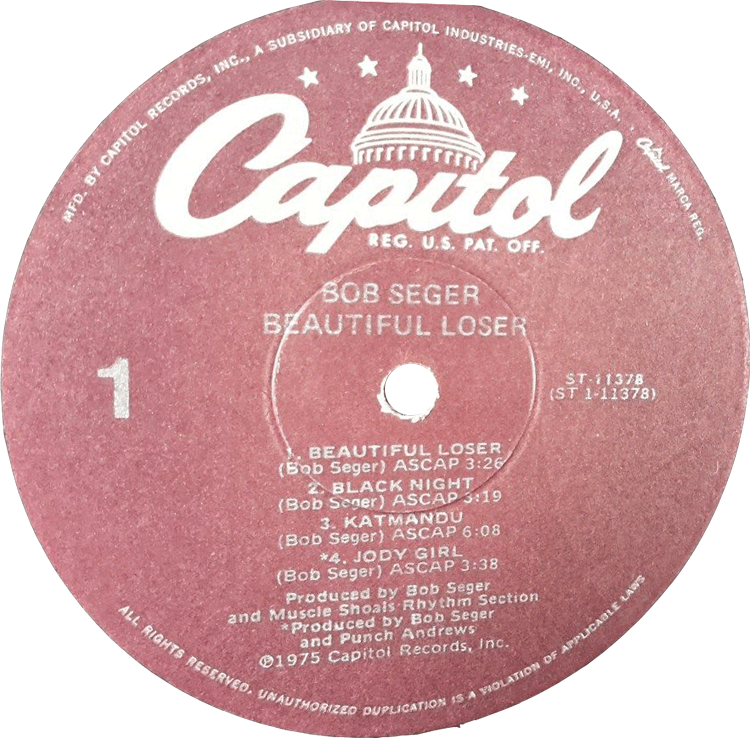 MFD. BY CAPITOL RECORDS, INC., A SUBSIDIARY OF CAPITOL INDUSTRIES-EMI, INC., U.S.A. · Capitol MARCA REG.
Capitol
REG. U.S. PAT. OFF.
BOB SEGER
BEAUTIFUL LOSER
1
ST-11378
(ST 1-11378)
1. BEAUTIFUL LOSER
(Bob Seger) ASCAP 3:26
2. BLACK NIGHT
(Bob Seger) ASCAP 3:19
3. KATMANDU
(Bob Seger) ASCAP 6:08
*4. JODY GIRL
(Bob Seger) ASCAP 3:38
Produced by Bob Seger
and Muscle Shoals Rhythm Section
*Produced by Bob Seger
and Punch Andrews
℗1975 Capitol Records, Inc.
ALL RIGHTS RESERVED. UNAUTHORIZED DUPLICATION IS A VIOLATION OF APPLICABLE LAWS